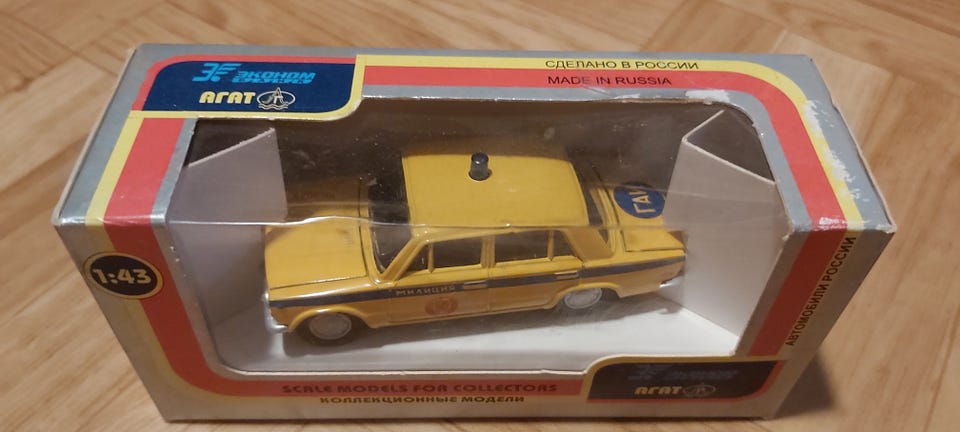 ЭКОНОМ
АГАТ
СДЕЛАНО В РОССИИ
MADE IN RUSSIA
ГАИ
1:43
МИЛИЦИЯ
АВТОМОБИЛИ РОССИИ
SCALE MODELS FOR COLLECTORS
КОЛЛЕКЦИОННЫЕ МОДЕЛИ
АГАТ